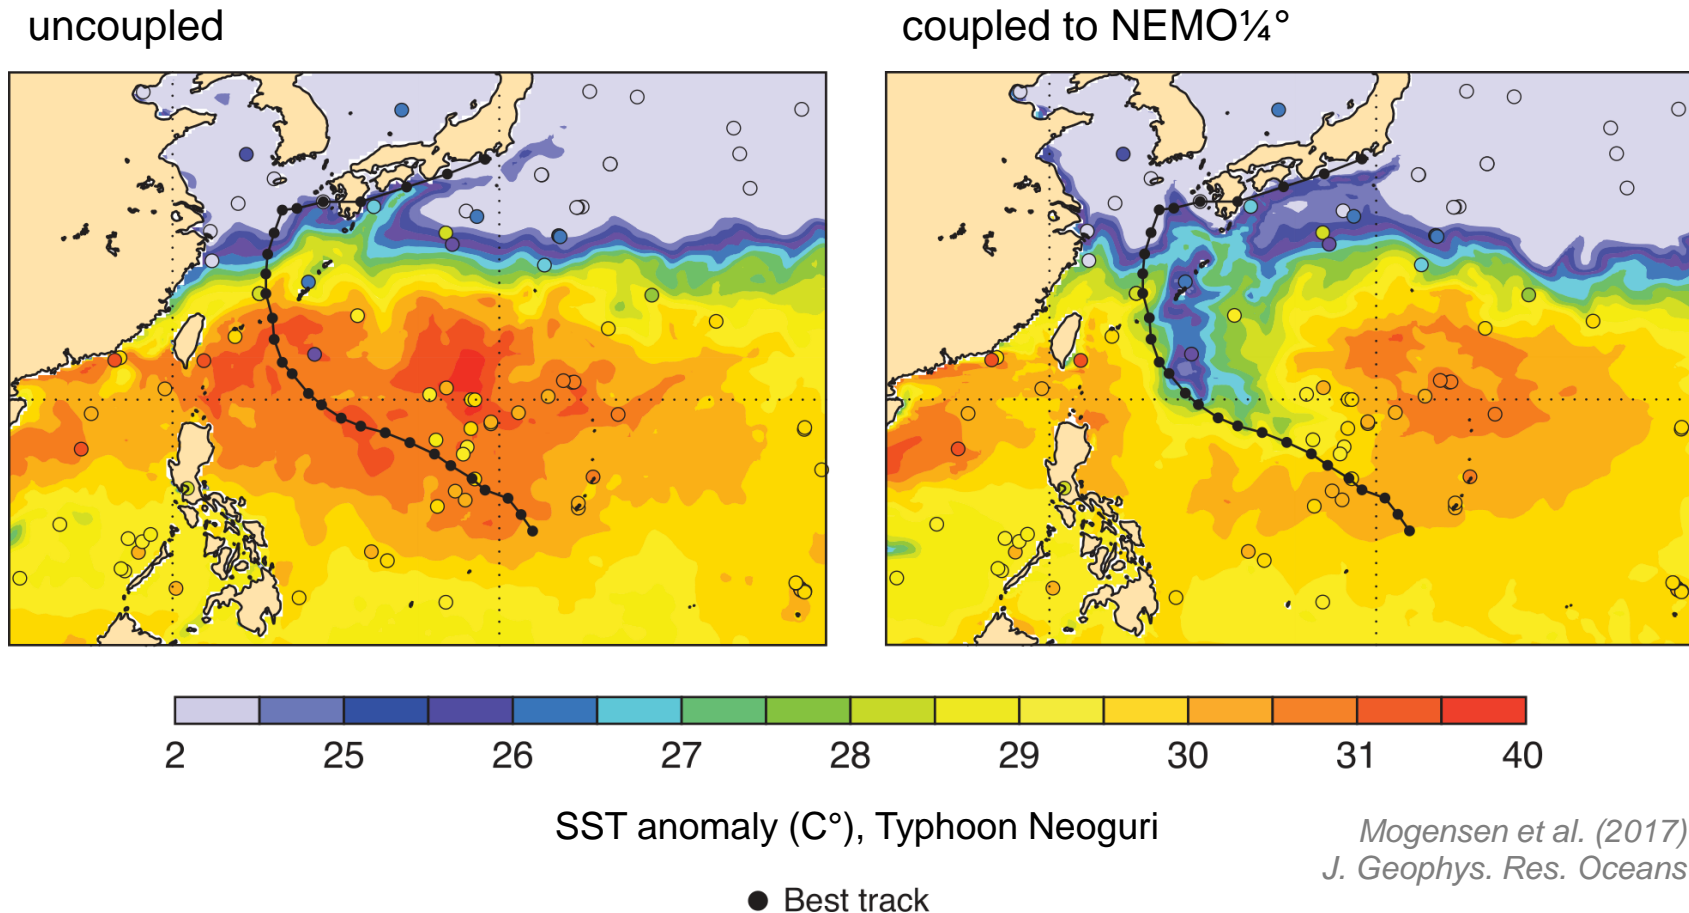 uncoupled
coupled to NEMO¼°
2 25 26 27 28 29 30 31 40
SST anomaly (C°), Typhoon Neoguri
Mogensen et al. (2017)
J. Geophys. Res. Oceans
Best track